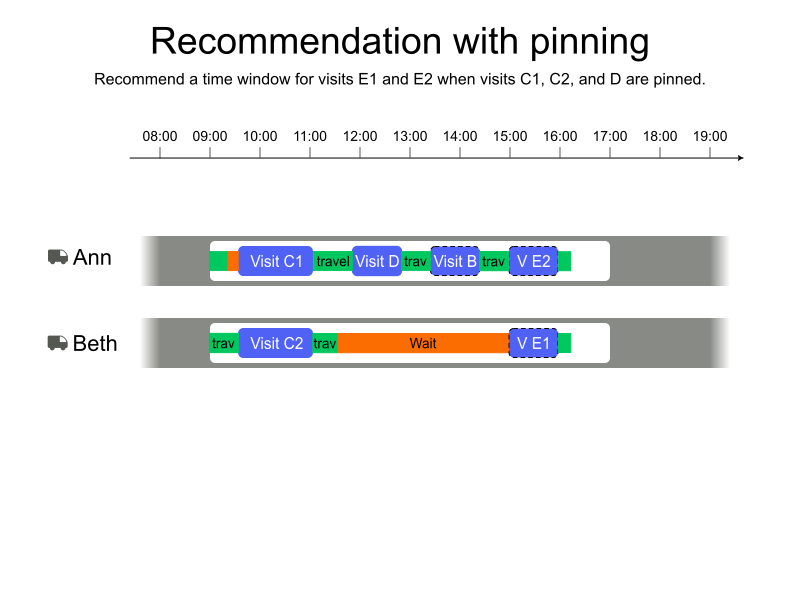 Recommendation with pinning
Recommend a time window for visits E1 and E2 when visits C1, C2, and D are pinned.
08:00 09:00 10:00 11:00 12:00 13:00 14:00 15:00 16:00 17:00 18:00 19:00
Ann Visit C1 travel Visit D trav Visit B trav V E2
Beth trav Visit C2 trav Wait V E1